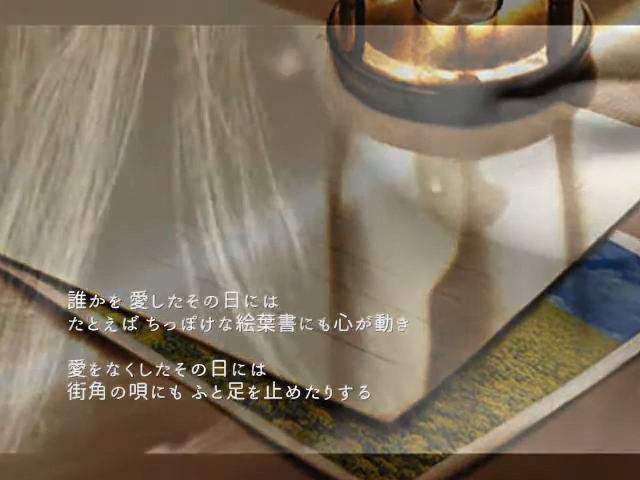 誰かを 愛したその日には
たとえば ちっぽけな絵葉書にも心が動き
愛をなくしたその日には
街角の唄にも ふと足を止めたりする